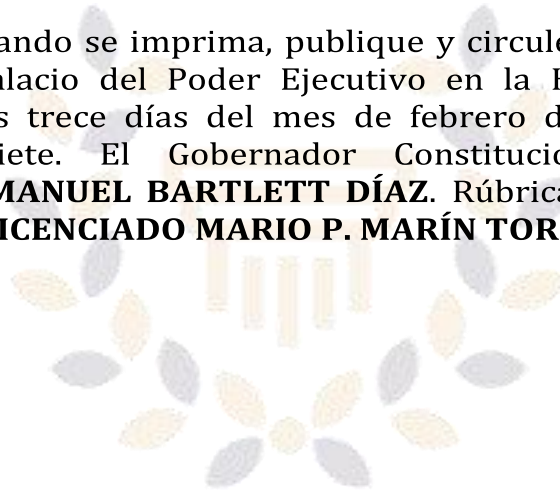 ando se imprima, publique y circule
alacio del Poder Ejecutivo en la H
s trece días del mes de febrero d
iete. El Gobernador Constitucio
MANUEL BARTLETT DÍAZ. Rúbrica
ICENCIADO MARIO P. MARÍN TOR